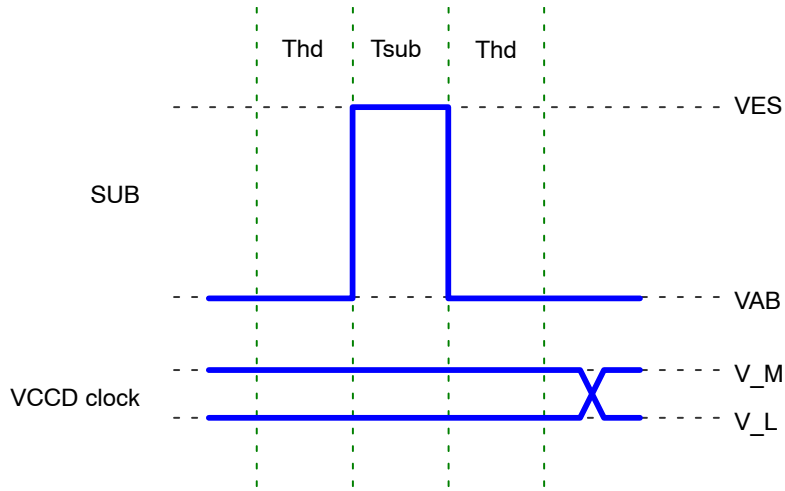 Thd Tsub Thd
VES
SUB
VAB
V_M
VCCD clock
V_L